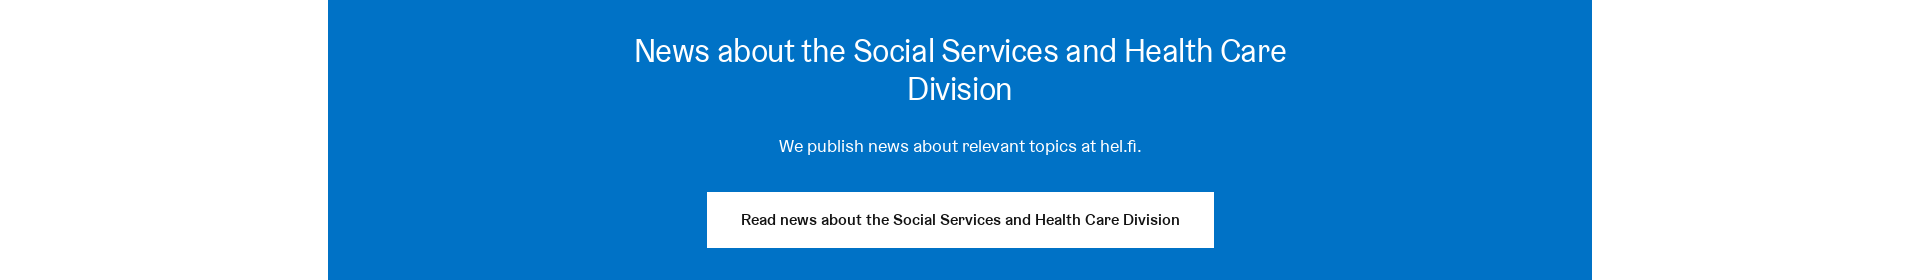 News about the Social Services and Health Care
Division
We publish news about relevant topics at hel.fi.
Read news about the Social Services and Health Care Division